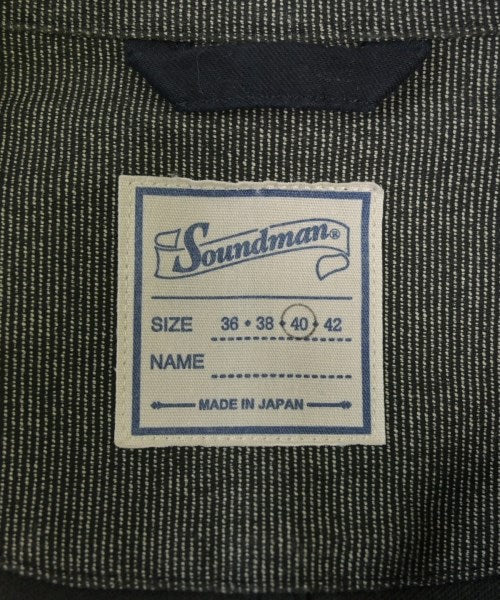 Soundman®
SIZE 36 • 38 • 40 • 42
NAME
MADE IN JAPAN